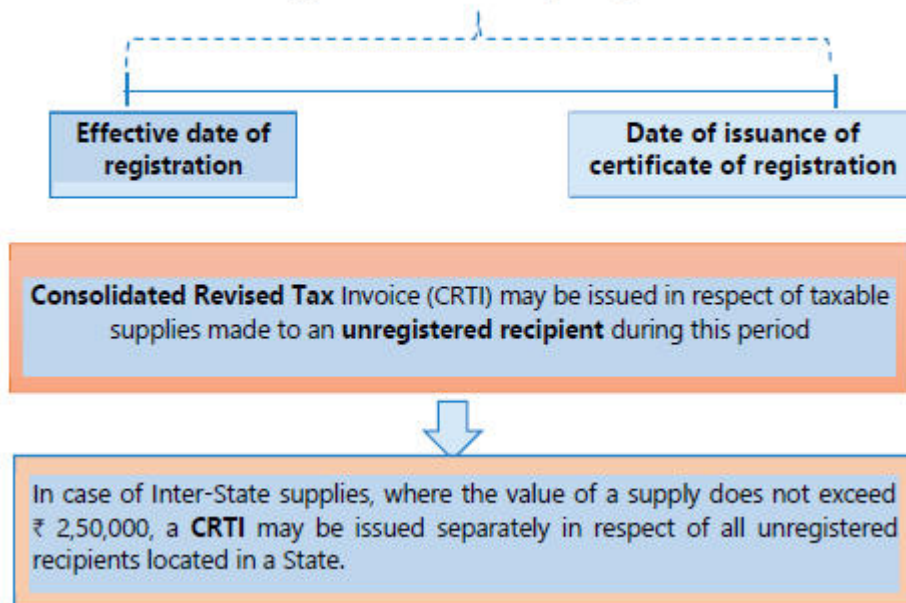 Effective date of
registration
Date of issuance of
certificate of registration
Consolidated Revised Tax Invoice (CRTI) may be issued in respect of taxable
supplies made to an unregistered recipient during this period
In case of Inter-State supplies, where the value of a supply does not exceed
₹ 2,50,000, a CRTI may be issued separately in respect of all unregistered
recipients located in a State.